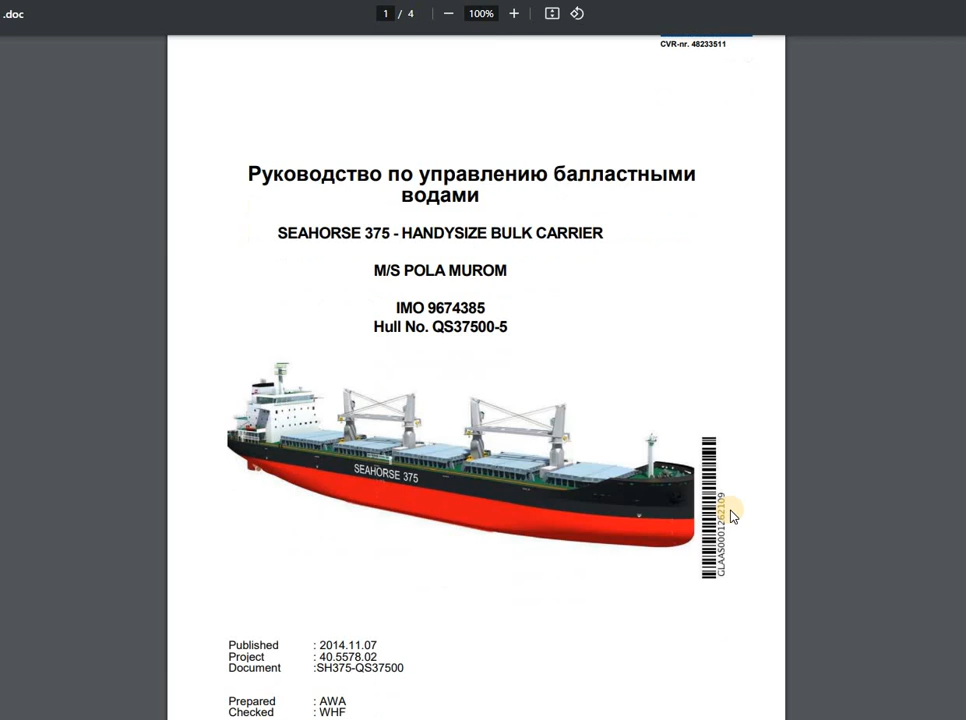 .doc
1 / 4
100%
CVR-nr. 48233511
Руководство по управлению балластными
водами
SEAHORSE 375 - HANDYSIZE BULK CARRIER
M/S POLA MUROM
IMO 9674385
Hull No. QS37500-5
SEAHORSE 375
GLAAS0001262109
Published : 2014.11.07
Project : 40.5578.02
Document :SH375-QS37500
Prepared : AWA
Checked : WHF